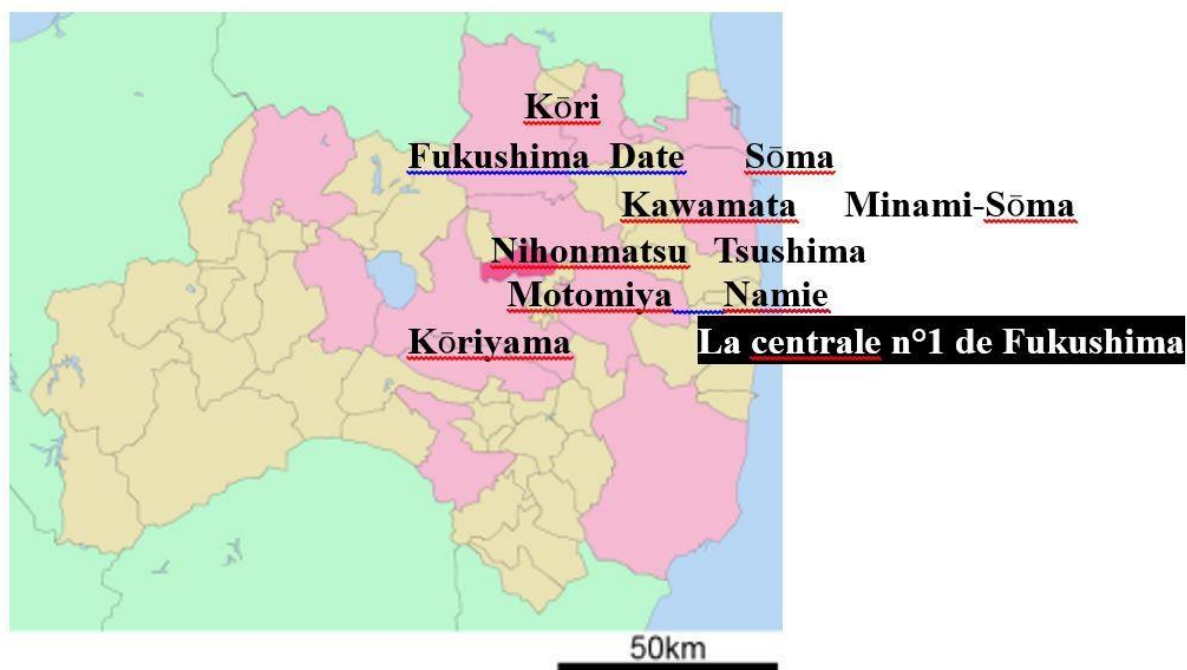 Kōri
Fukushima Date Sōma
Kawamata Minami-Sōma
Nihonmatsu Tsushima
Motomiya Namie
Kōriyama La centrale n°1 de Fukushima
50km